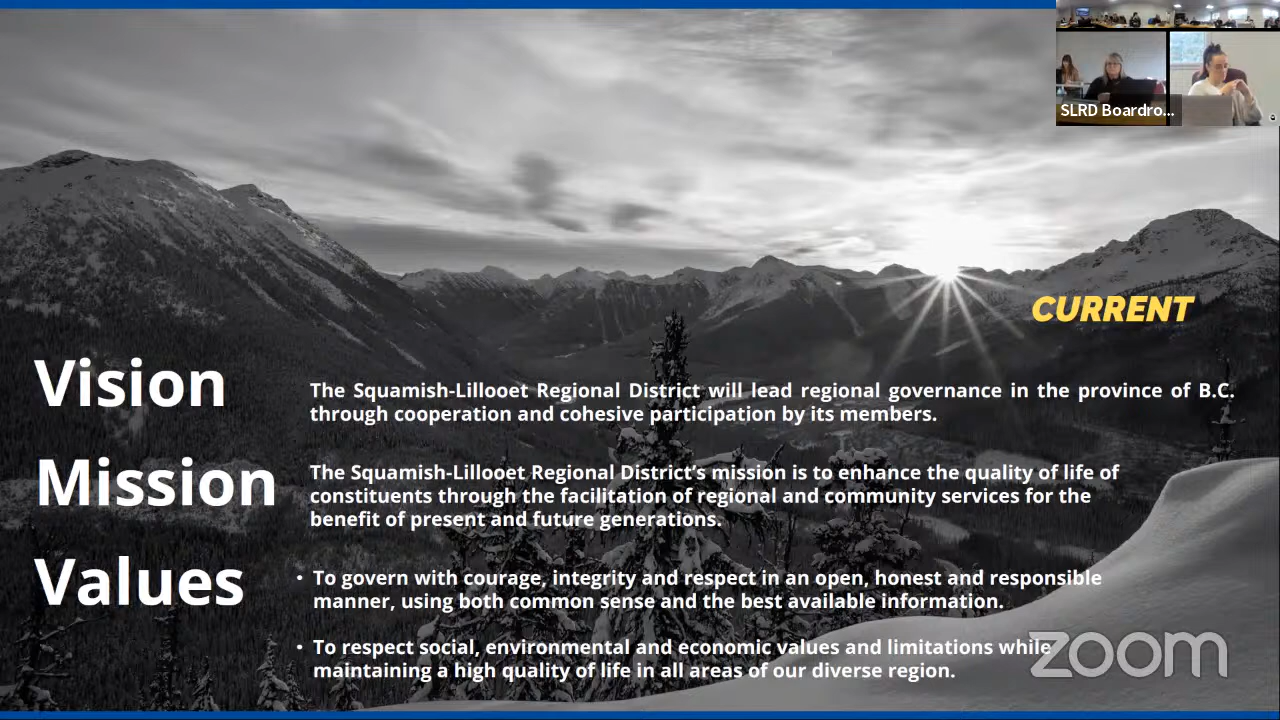 SLRD Boardro...
CURRENT
Vision
The Squamish-Lillooet Regional District will lead regional governance in the province of B.C.
through cooperation and cohesive participation by its members.
Mission
The Squamish-Lillooet Regional District's mission is to enhance the quality of life of
constituents through the facilitation of regional and community services for the
benefit of present and future generations.
Values
• To govern with courage, integrity and respect in an open, honest and responsible
manner, using both common sense and the best available information.
• To respect social, environmental and economic values and limitations while
maintaining a high quality of life in all areas of our diverse region.
zoom